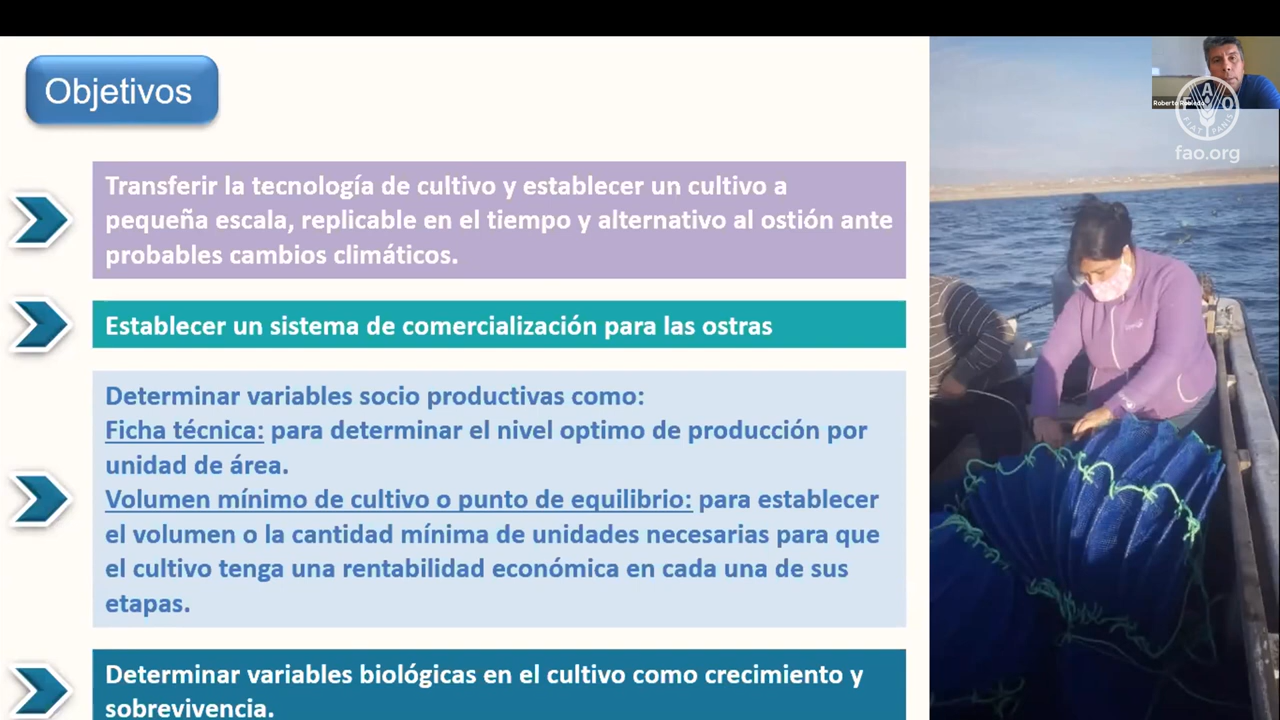 Objetivos
Transferir la tecnología de cultivo y establecer un cultivo a
pequeña escala, replicable en el tiempo y alternativo al ostión ante
probables cambios climáticos.
Establecer un sistema de comercialización para las ostras
Determinar variables socio productivas como:
Ficha técnica: para determinar el nivel optimo de producción por
unidad de área.
Volumen mínimo de cultivo o punto de equilibrio: para establecer
el volumen o la cantidad mínima de unidades necesarias para que
el cultivo tenga una rentabilidad económica en cada una de sus
etapas.
Determinar variables biológicas en el cultivo como crecimiento y
sobrevivencia.
Roberto
F A O
FIAT PANIS
fao.org